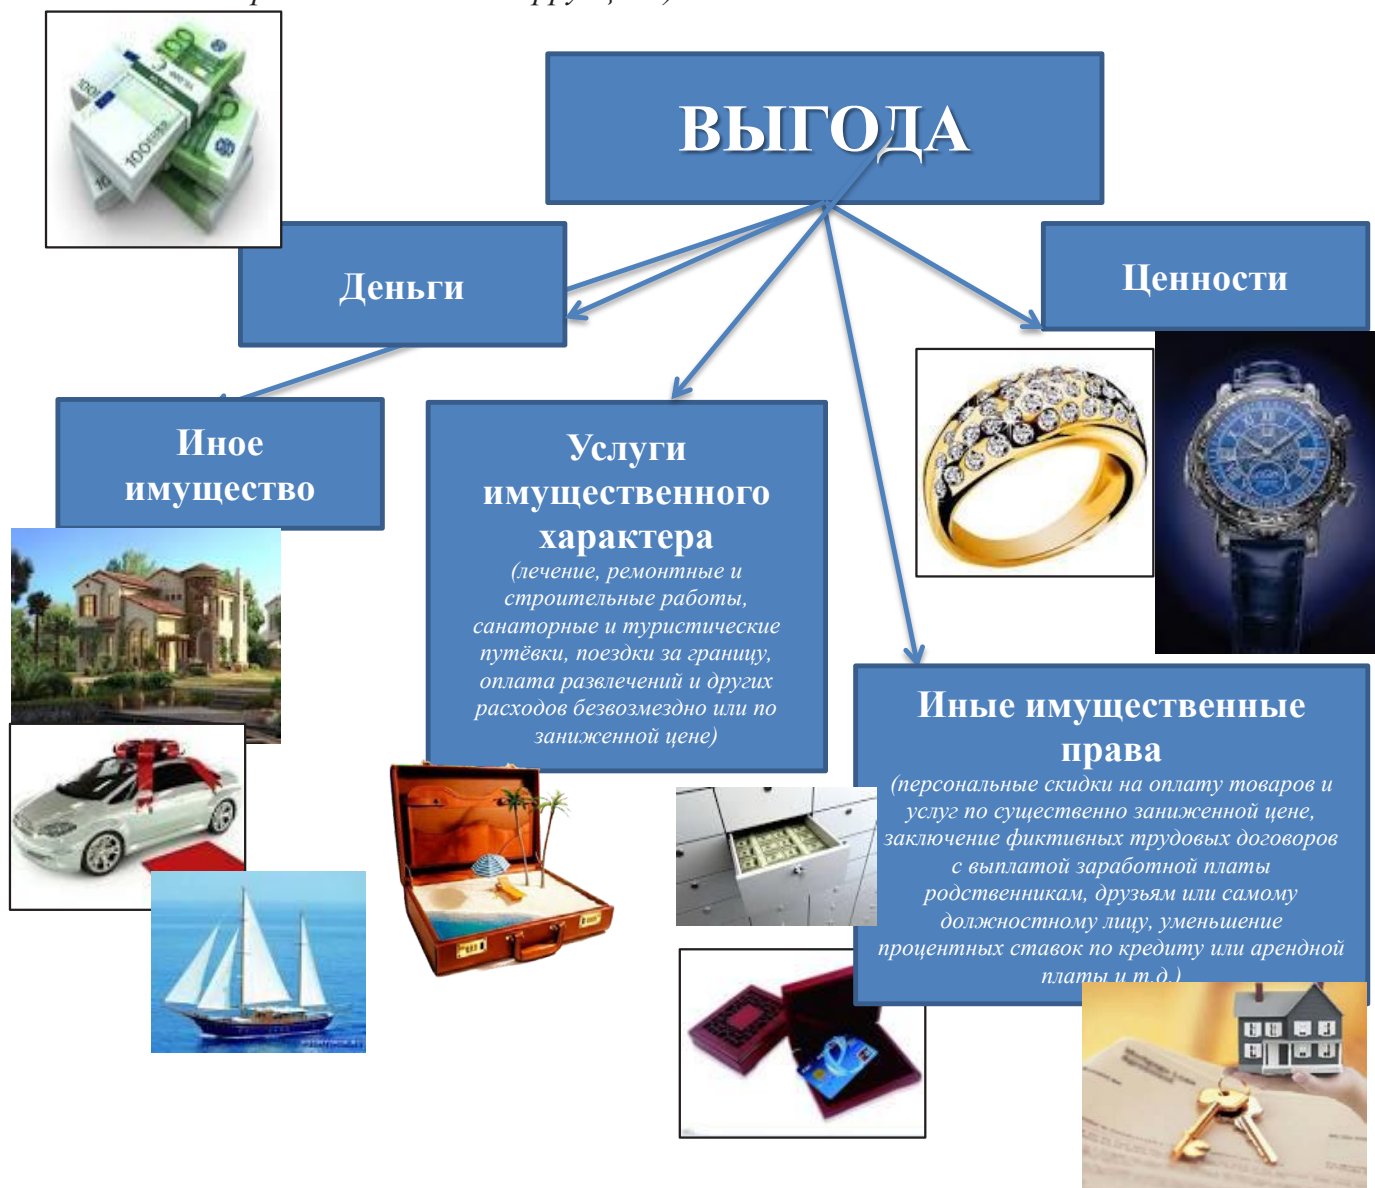 ВЫГОДА
Деньги
Ценности
Иное
имущество
Услуги
имущественного
характера
(лечение, ремонтные и
строительные работы,
санаторные и туристические
путёвки, поездки за границу,
оплата развлечений и других
расходов безвозмездно или по
заниженной цене)
Иные имущественные
права
(персональные скидки на оплату товаров и
услуг по существенно заниженной цене,
заключение фиктивных трудовых договоров
с выплатой заработной платы
родственникам, друзьям или самому
должностному лицу, уменьшение
процентных ставок по кредиту или арендной
платы и т.д.)
100
100